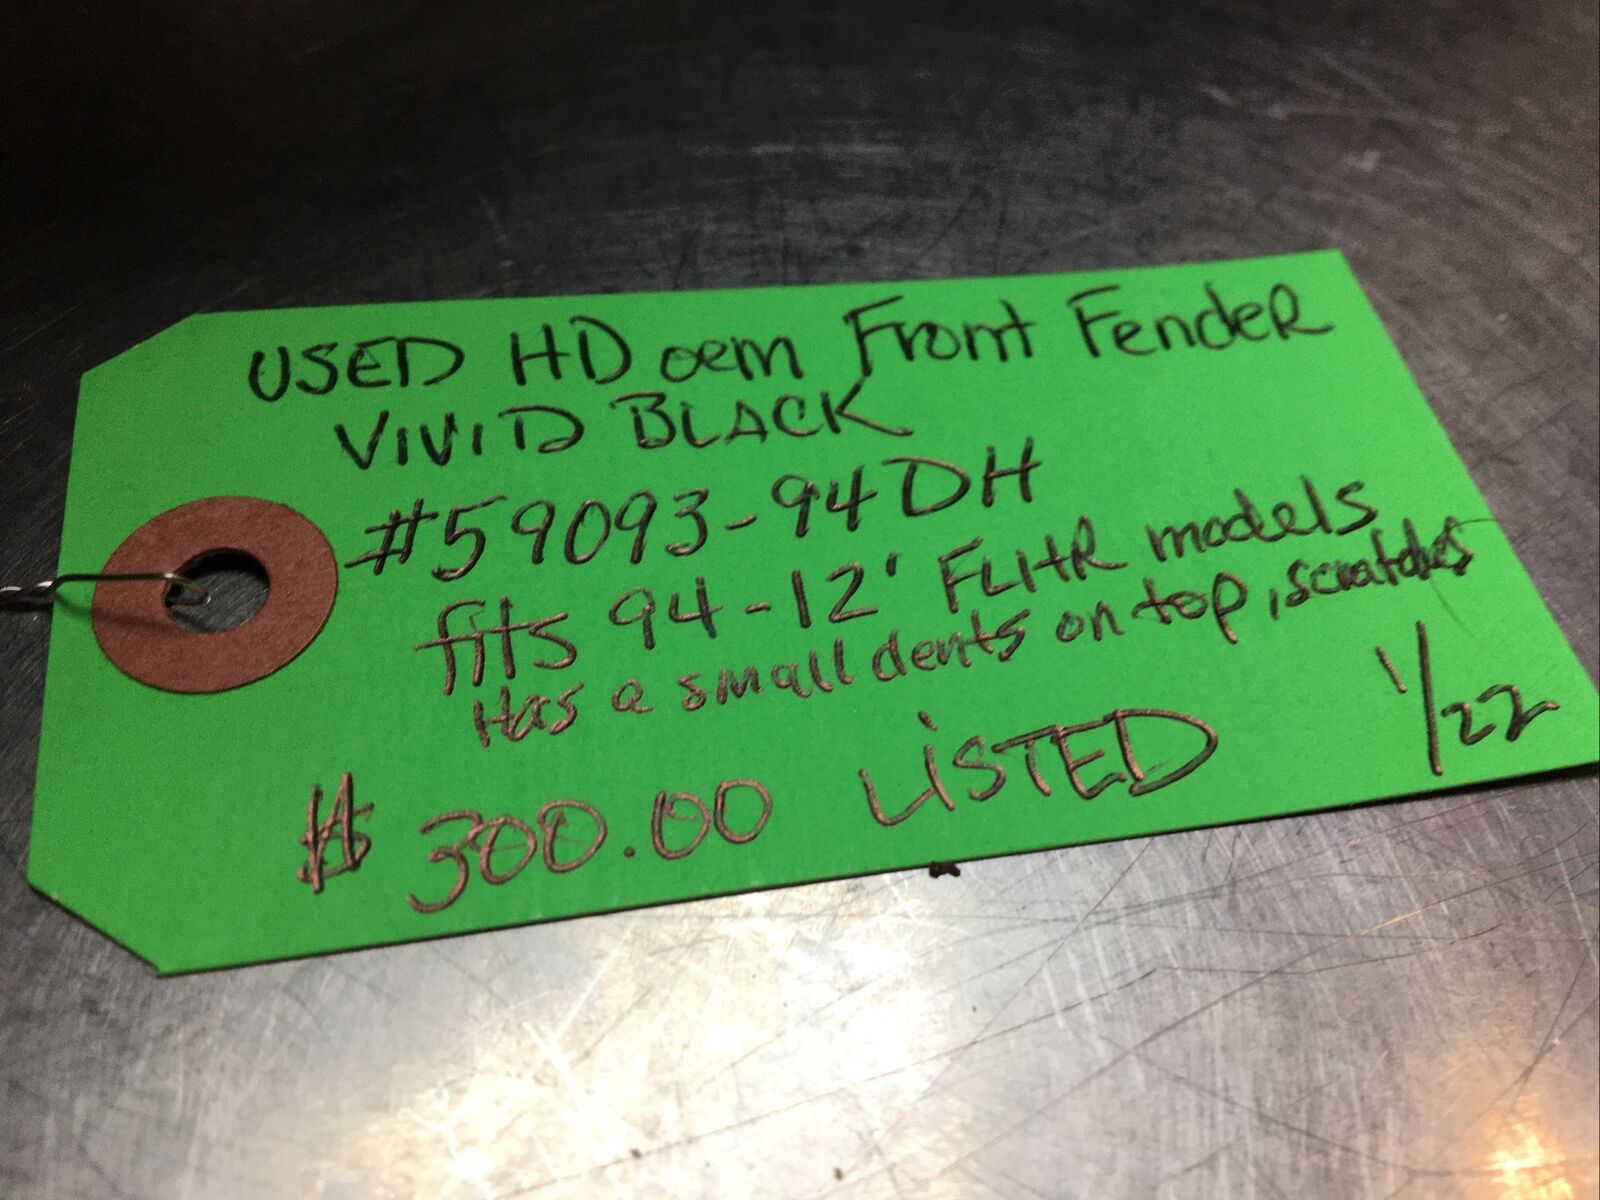 USED HD oem Front Fender
VIVID BLACK
#59093-94DH
fits 94-12' FLHR models
Has a small dents on top, scratches
$ 300.00 LISTED 1/22